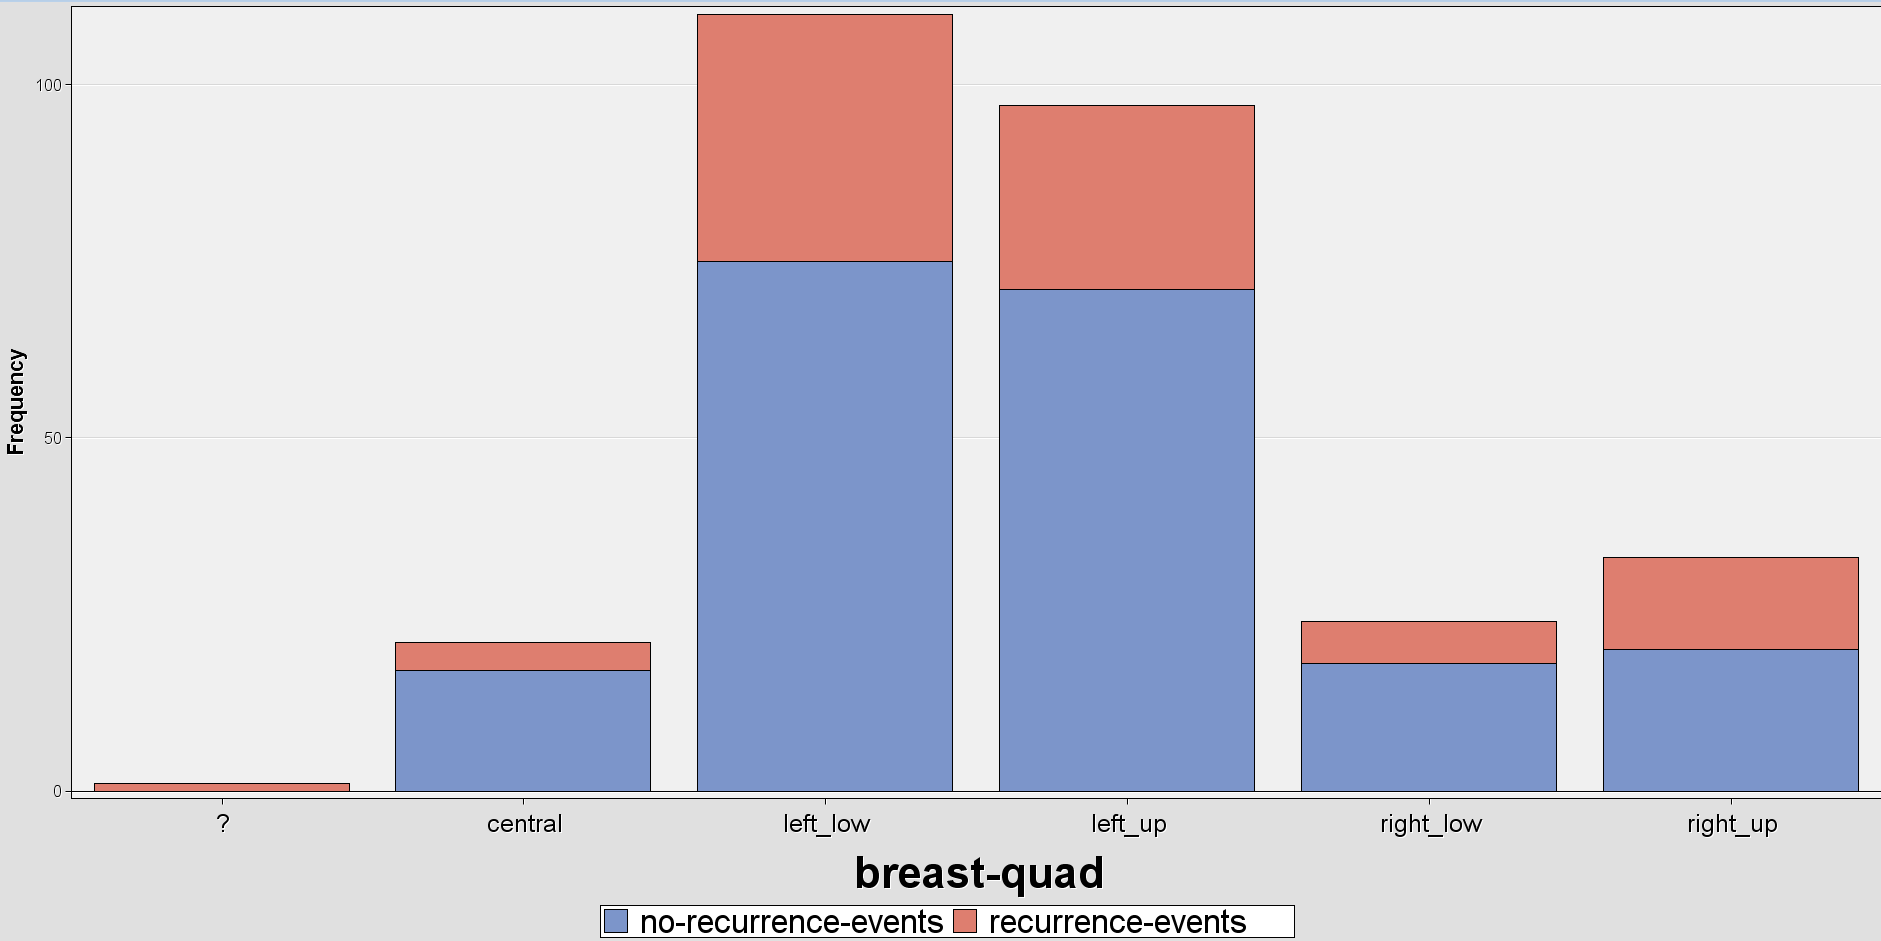 Frequency
100
50
0
? central left_low left_up right_low right_up
breast-quad
no-recurrence-events recurrence-events